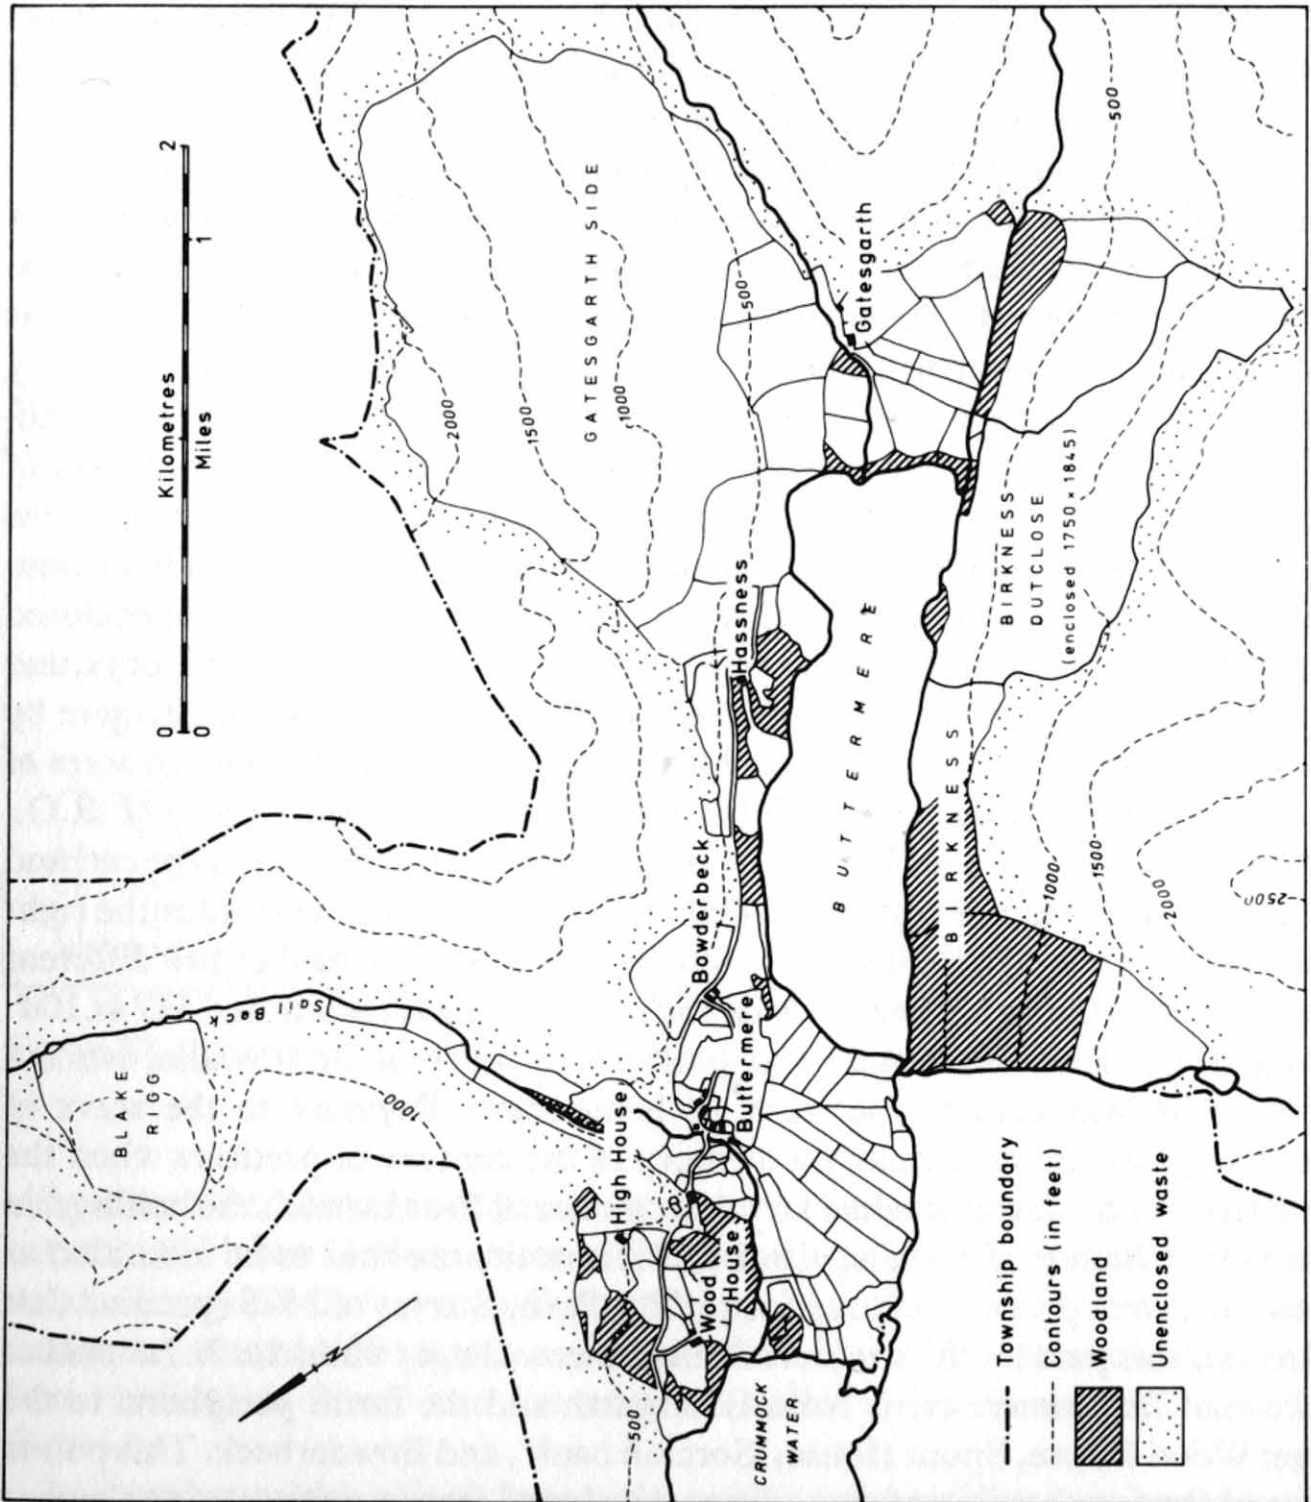 BLAKE
RIGG
Kilometres
0 2
0 1
Miles
Sail Beck
1000
2000
1500
GATESGARTH SIDE
1000
High House
500
Wood
(House)
Bowderbeck
Buttermere
Hassness
500
CRUMMOCK
WATER
BUTTERMERE
Gatesgarth
BIRKNESS
BIRKNESS
OUTCLOSE
(enclosed 1750 x 1845)
1000
1500
2000
2500
500
Township boundary
Contours (in feet)
Woodland
Unenclosed waste